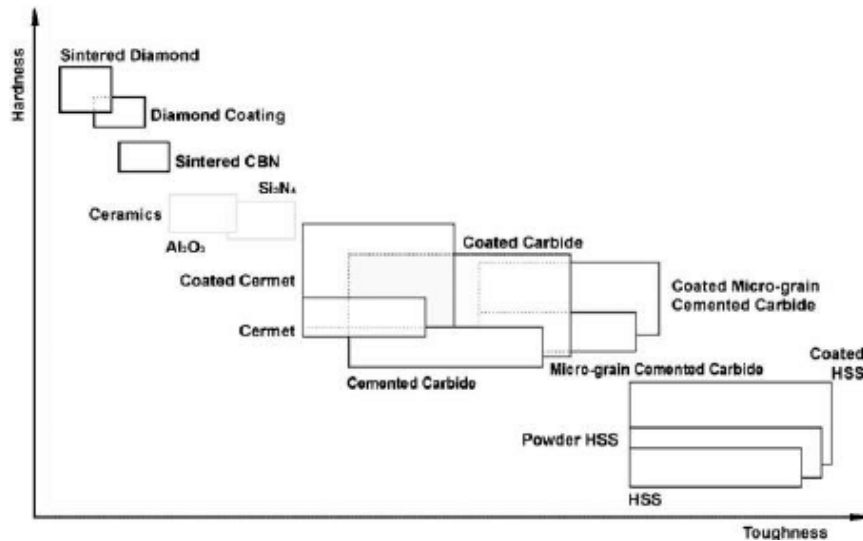 Hardness
Sintered Diamond
Diamond Coating
Sintered CBN
Si₃N₄
Ceramics
Al₂O₃
Coated Carbide
Coated Cermet
Coated Micro-grain
Cemented Carbide
Cermet
Cemented Carbide
Micro-grain Cemented Carbide
Coated
HSS
Powder HSS
HSS
Toughness